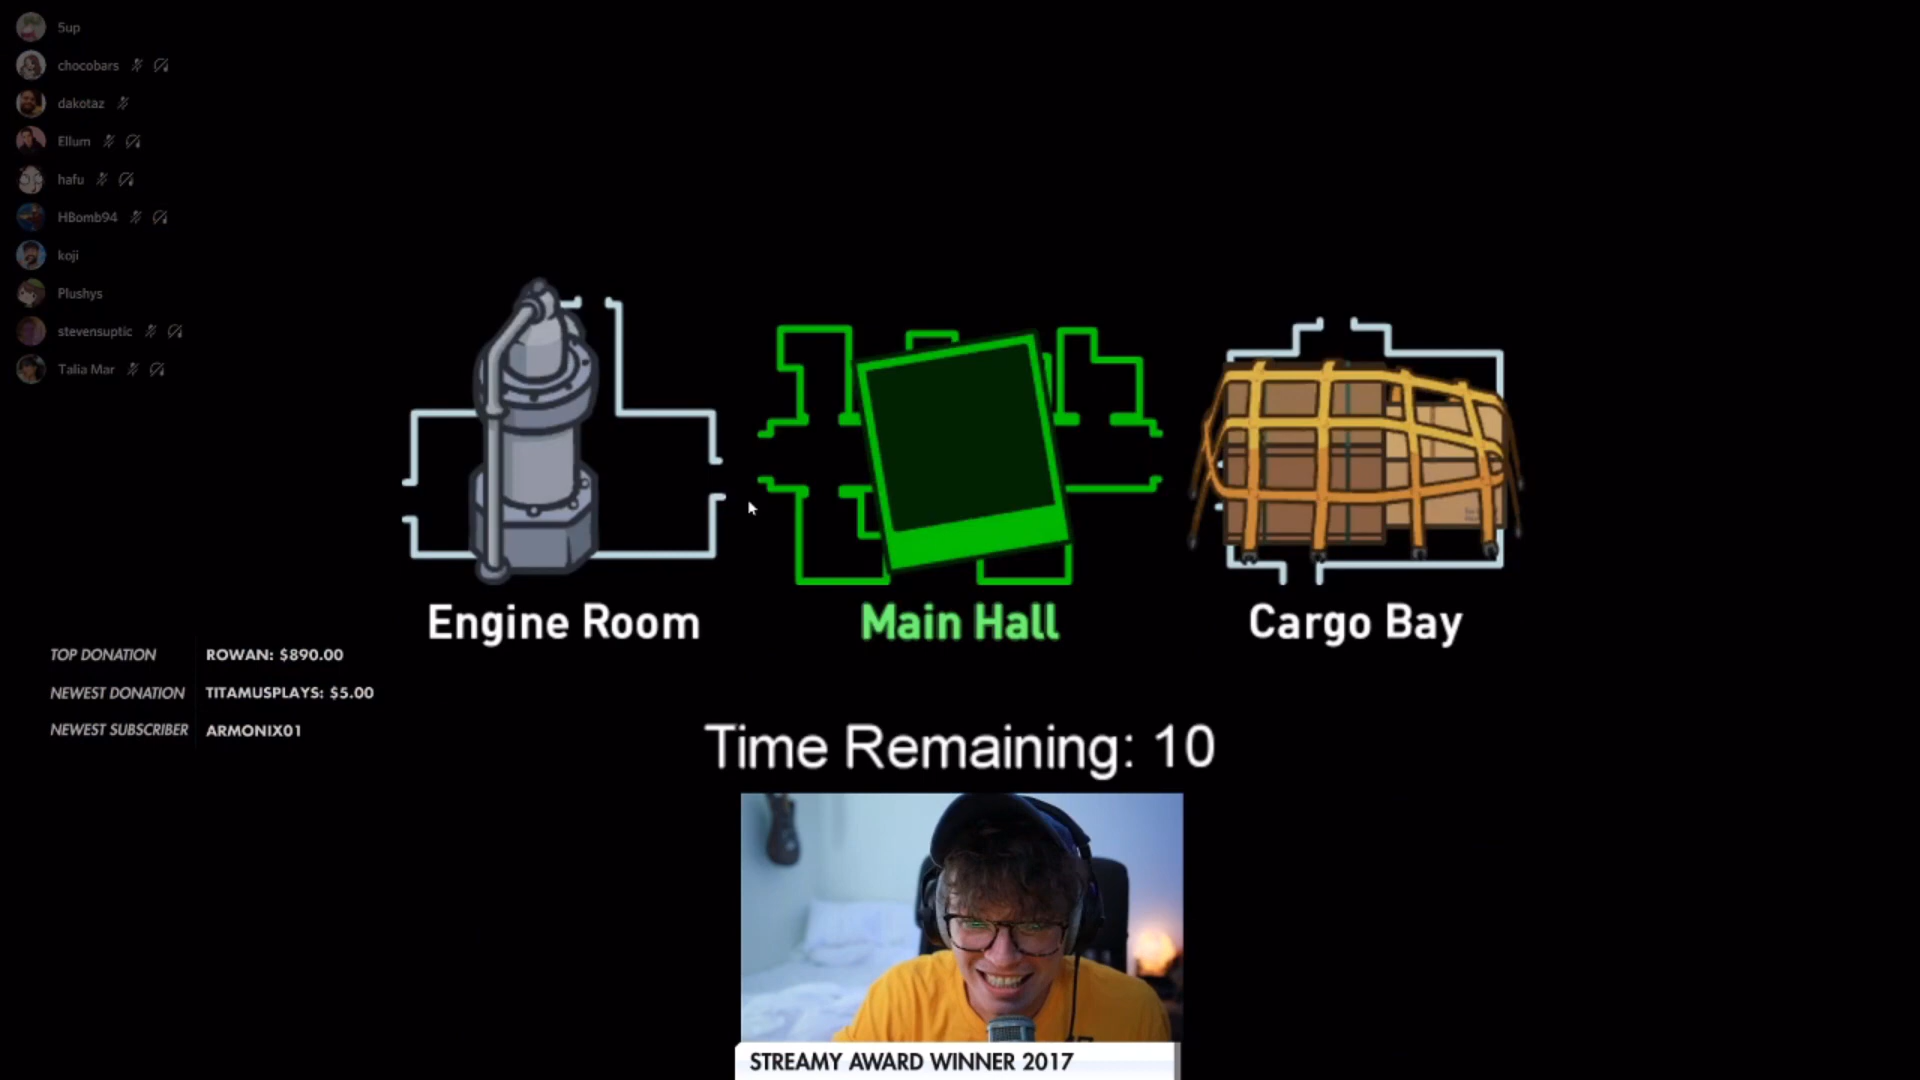 5up
chocobars
dakotaz
Ellum
hafu
HBomb94
koji
Plushys
stevensuptic
Talia Mar
Engine Room
Main Hall
Cargo Bay
TOP DONATION ROWAN: $890.00
NEWEST DONATION TITAMUSPLAYS: $5.00
NEWEST SUBSCRIBER ARMONIX01
Time Remaining: 10
STREAMY AWARD WINNER 2017